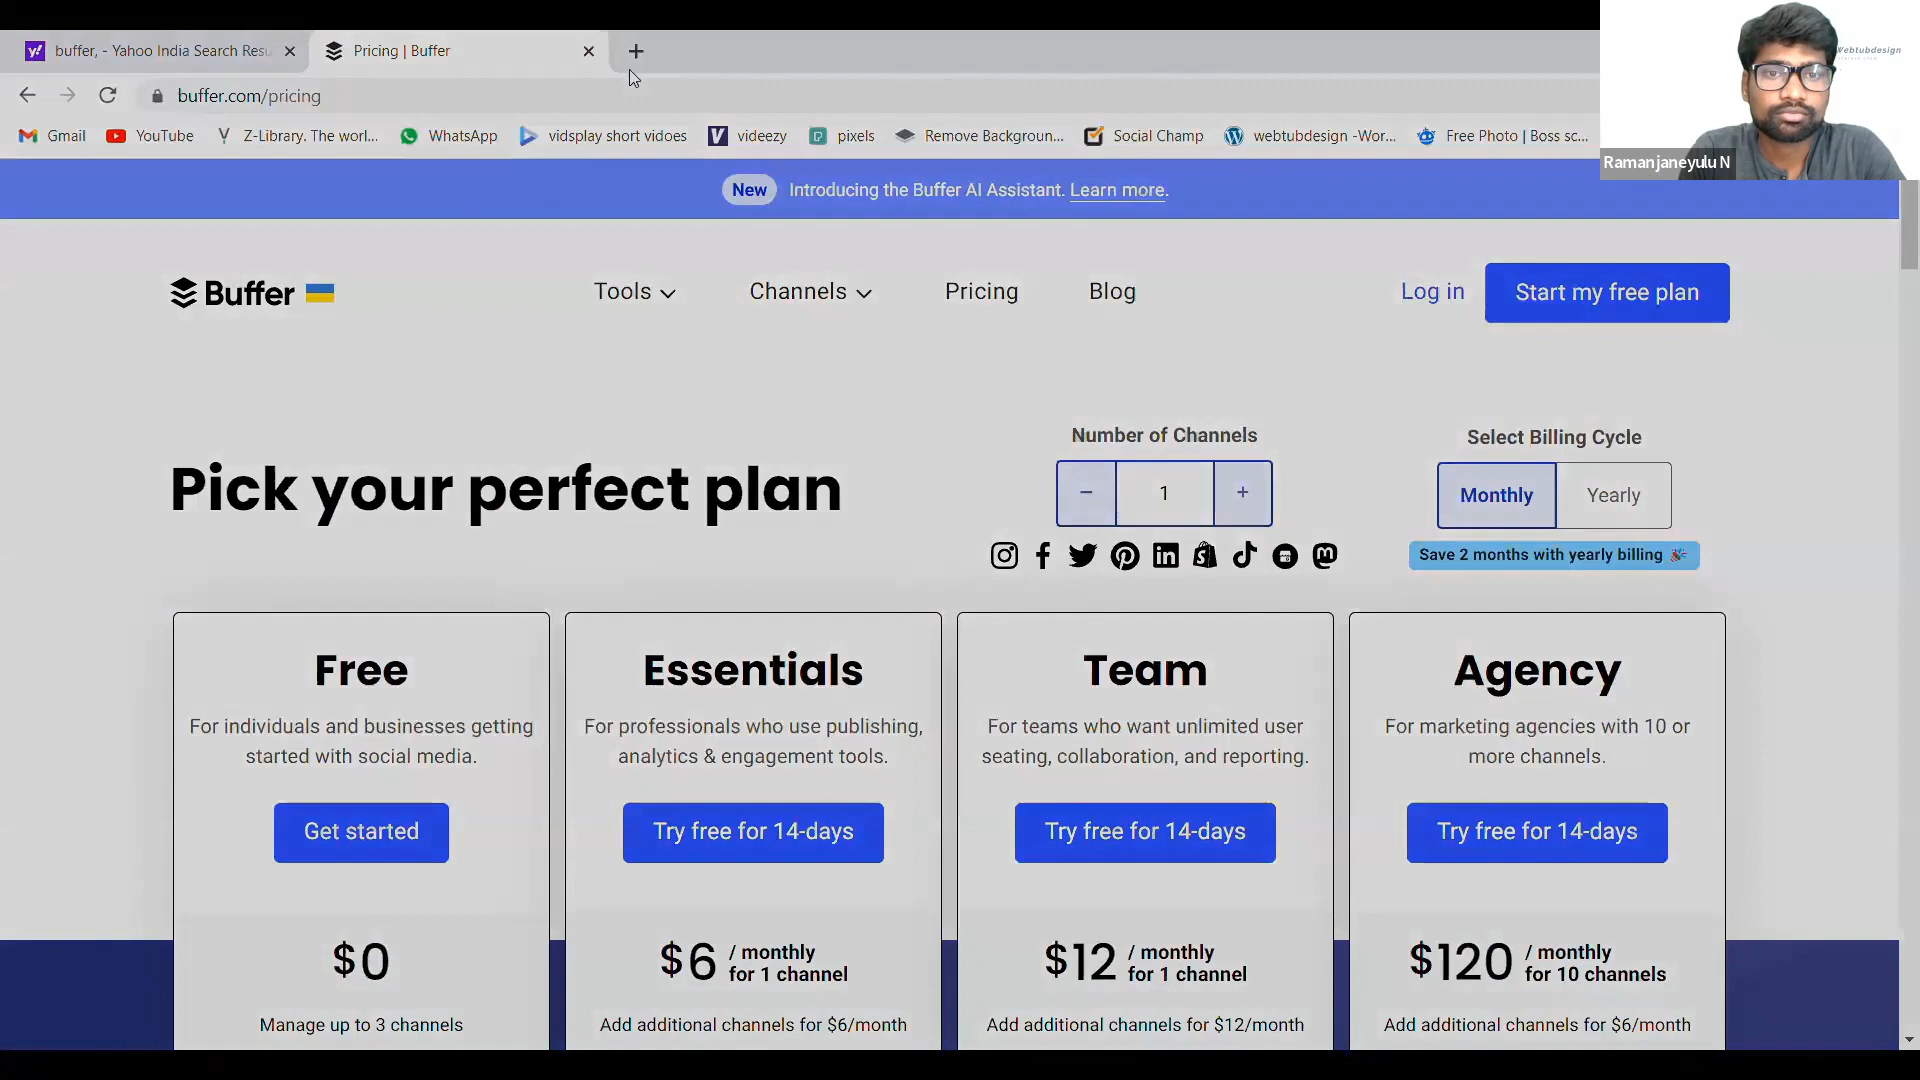 buffer, - Yahoo India Search Resu
Pricing | Buffer
buffer.com/pricing
Webtubdesign
Gmail
YouTube
Z-Library. The worl...
WhatsApp
vidsplay short vidoes
videezy
pixels
Remove Backgroun...
Social Champ
webtubdesign -Wor...
Free Photo | Boss sc...
Ramanjaneyulu N
New
Introducing the Buffer AI Assistant. Learn more.
Buffer
Tools
Channels
Pricing
Blog
Log in
Start my free plan
Pick your perfect plan
Number of Channels
− 1 +
Select Billing Cycle
Monthly
Yearly
Save 2 months with yearly billing
Free
For individuals and businesses getting
started with social media.
Get started
$0
Manage up to 3 channels
Essentials
For professionals who use publishing,
analytics & engagement tools.
Try free for 14-days
$6 / monthly
for 1 channel
Add additional channels for $6/month
Team
For teams who want unlimited user
seating, collaboration, and reporting.
Try free for 14-days
$12 / monthly
for 1 channel
Add additional channels for $12/month
Agency
For marketing agencies with 10 or
more channels.
Try free for 14-days
$120 / monthly
for 10 channels
Add additional channels for $6/month